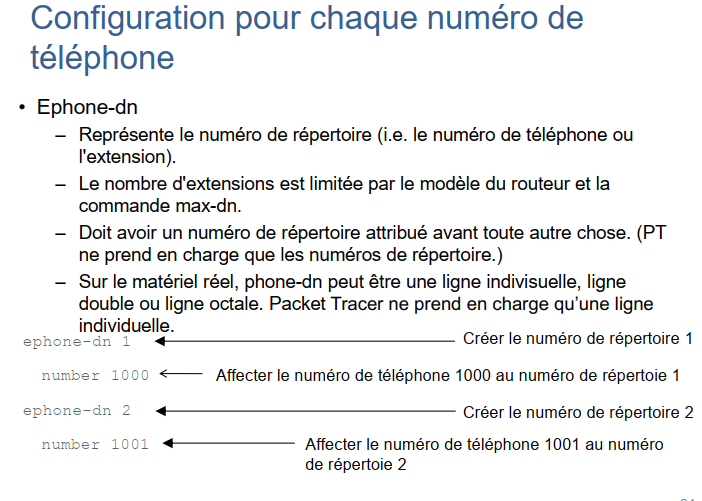 Configuration pour chaque numéro de
téléphone
• Ephone-dn
– Représente le numéro de répertoire (i.e. le numéro de téléphone ou
l'extension).
– Le nombre d'extensions est limitée par le modèle du routeur et la
commande max-dn.
– Doit avoir un numéro de répertoire attribué avant toute autre chose. (PT
ne prend en charge que les numéros de répertoire.)
– Sur le matériel réel, phone-dn peut être une ligne indivisuelle, ligne
double ou ligne octale. Packet Tracer ne prend en charge qu’une ligne
individuelle.
ephone-dn 1 Créer le numéro de répertoire 1
number 1000 Affecter le numéro de téléphone 1000 au numéro de répertoie 1
ephone-dn 2 Créer le numéro de répertoire 2
number 1001 Affecter le numéro de téléphone 1001 au numéro
de répertoie 2